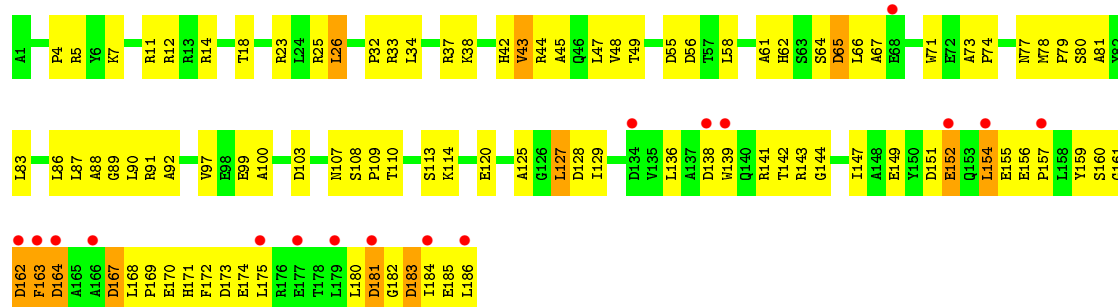 A1 P4 R5 Y6 K7 R11 R12 R13 R14 T18 R23 L24 R25 L26 P32 R33 L34 R37 K38 H42 V43 R44 A45 Q46 L47 V48 T49 D55 D56 T57 L58 A61 H62 S63 S64 D65 L66 A67 E68 W71 E72 A73 P74 N77 M78 P79 S80 A81 Y82
L83 L86 L87 A88 G89 L90 R91 A92 V97 E98 E99 A100 D103 N107 S108 P109 T110 S113 K114 E120 A125 G126 L127 D128 I129 D134 V135 L136 A137 D138 W139 Q140 R141 T142 R143 G144 I147 A148 E149 Y150 D151 E152 Q153 L154 E155 E156 P157 L158 Y159 S160 G161
D162 F163 D164 A165 A166 D167 L168 P169 E170 H171 F172 D173 E174 L175 R176 E177 T178 L179 L180 D181 G182 D183 I184 E185 L186